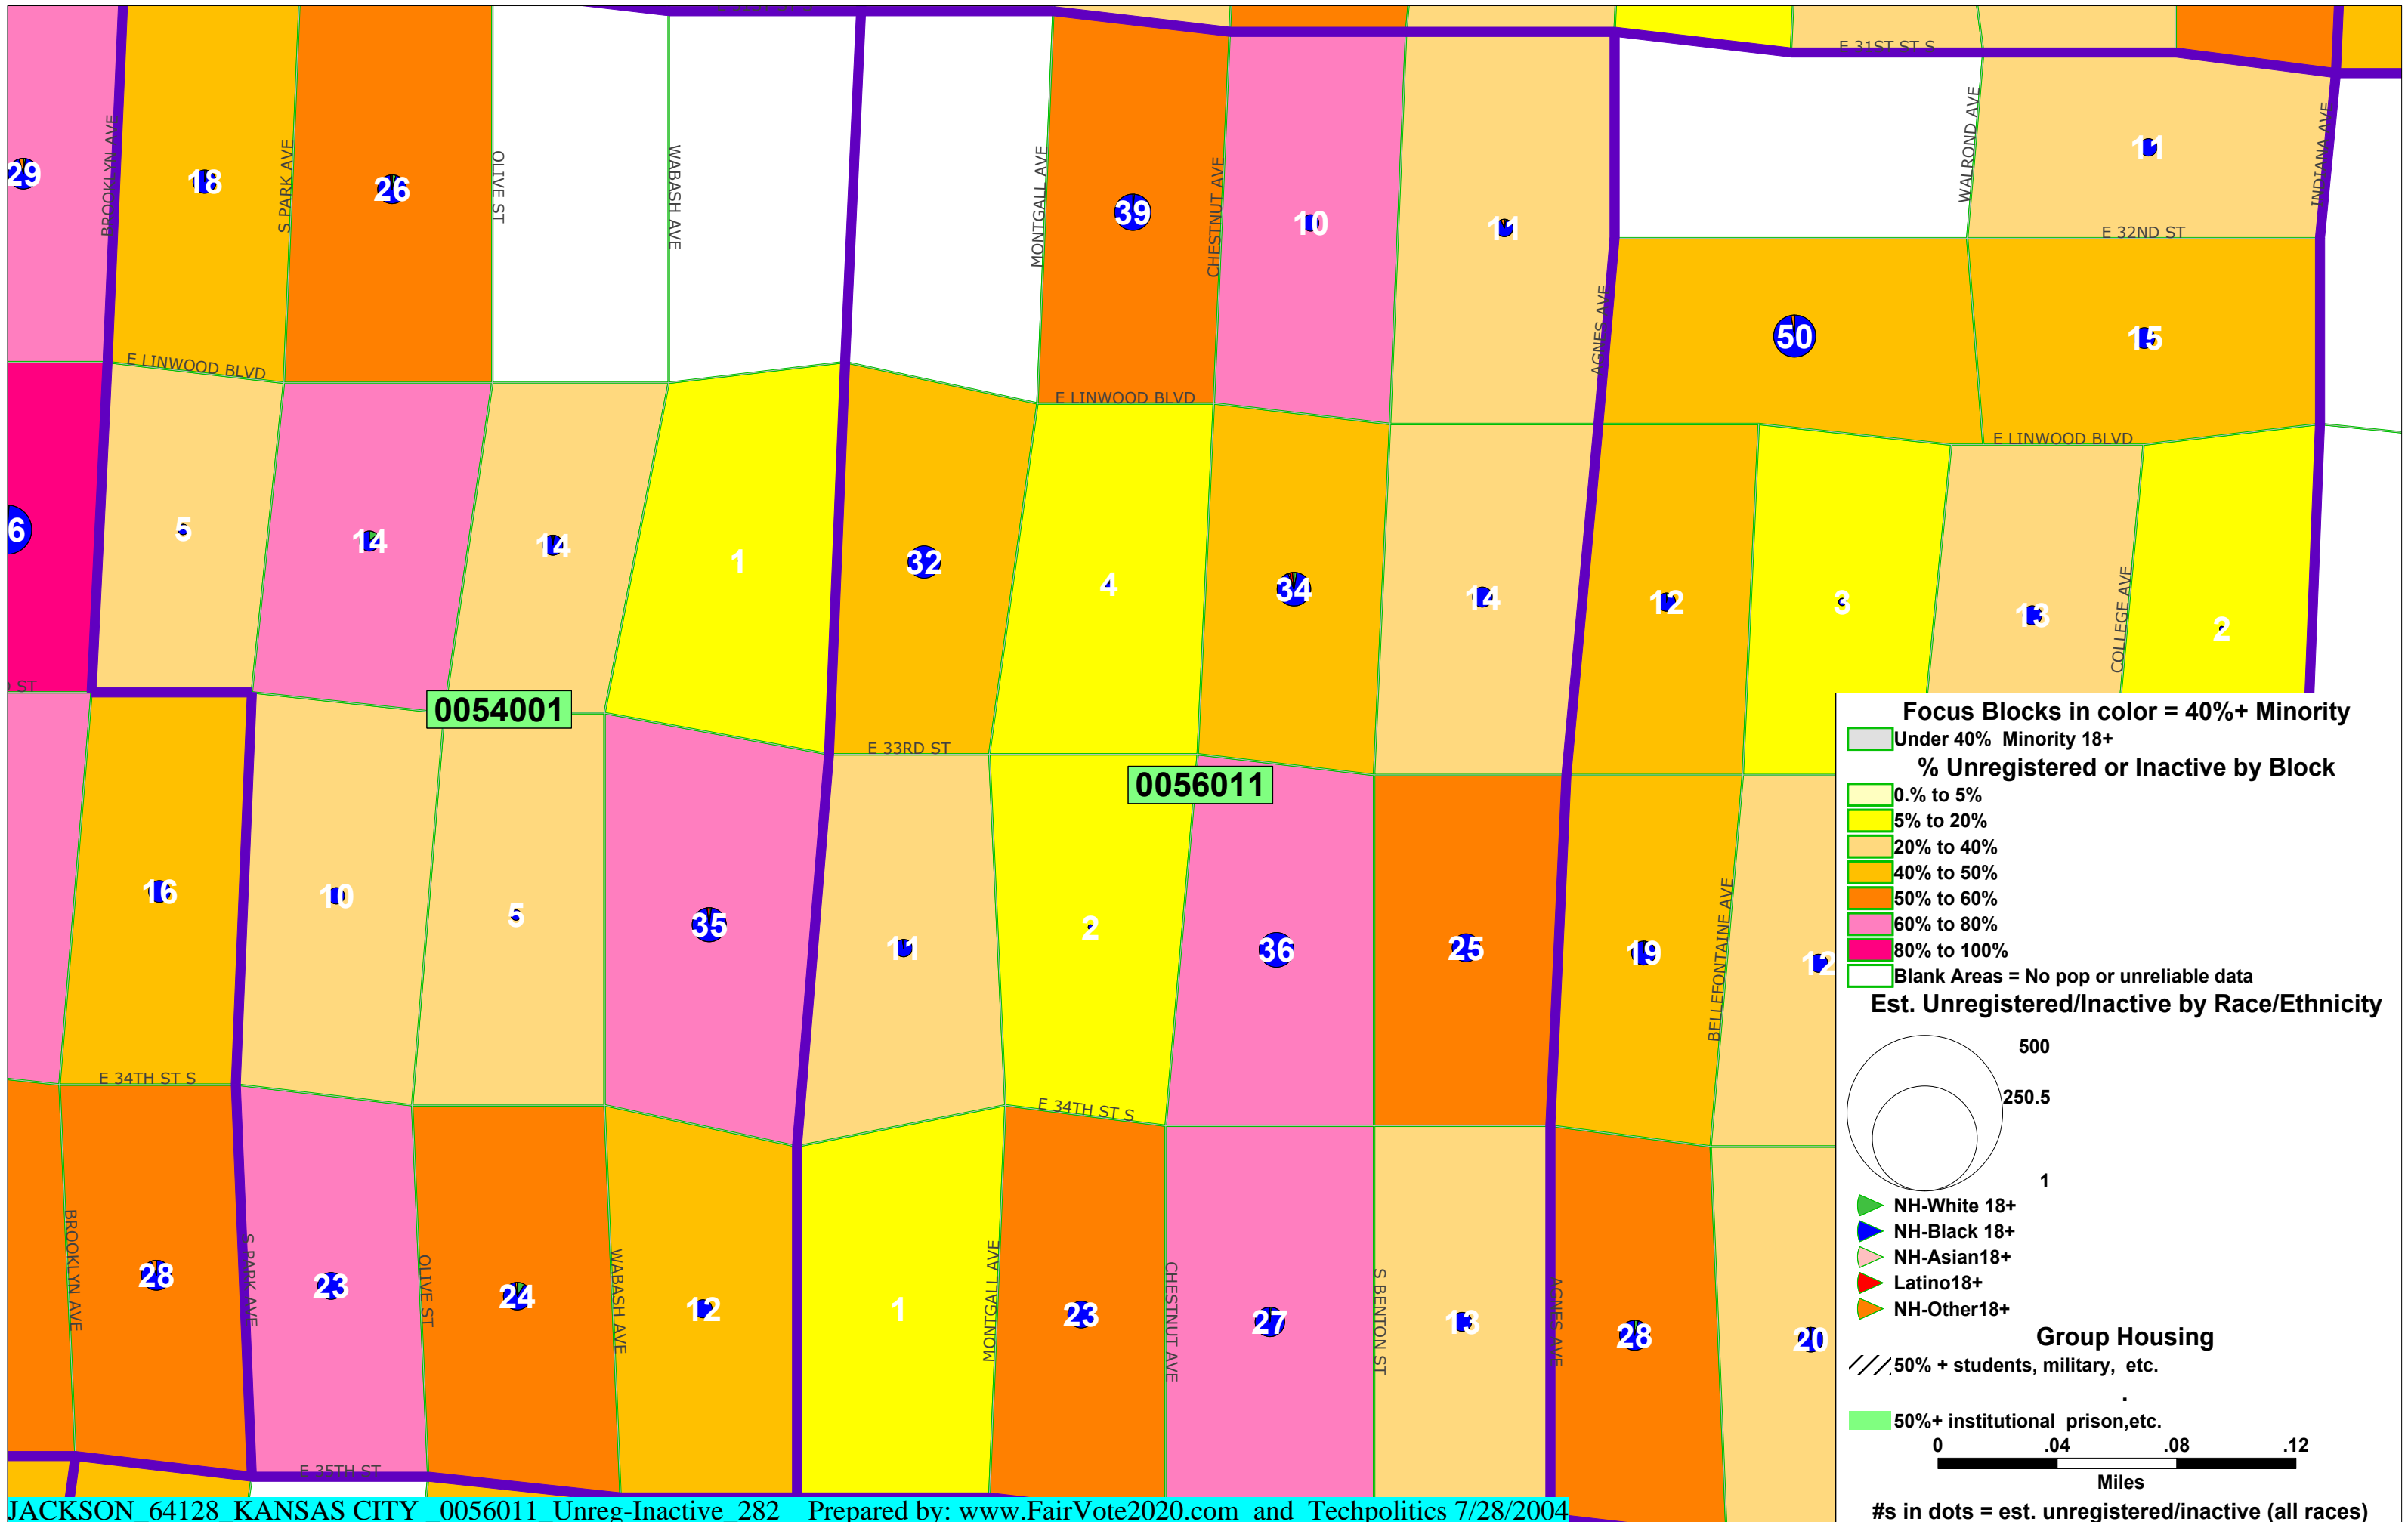 E 31ST ST S
E 31ST ST S
BROOKLYN AVE
S PARK AVE
OLIVE ST
WABASH AVE
MONTGALL AVE
CHESTNUT AVE
AGNES AVE
WALROND AVE
INDIANA AVE
29
18
26
39
10
11
11
E 32ND ST
50
15
E LINWOOD BLVD
E LINWOOD BLVD
E LINWOOD BLVD
6
5
14
14
1
32
4
34
14
12
3
13
COLLEGE AVE
2
ST
0054001
E 33RD ST
0056011
16
10
5
35
11
2
36
25
19
BELLEFONTAINE AVE
12
E 34TH ST S
E 34TH ST S
BROOKLYN AVE
28
S PARK AVE
23
OLIVE ST
24
WABASH AVE
12
1
MONTGALL AVE
23
CHESTNUT AVE
27
S BENTON ST
13
AGNES AVE
28
20
E 35TH ST
Focus Blocks in color = 40%+ Minority
Under 40% Minority 18+
% Unregistered or Inactive by Block
0.% to 5%
5% to 20%
20% to 40%
40% to 50%
50% to 60%
60% to 80%
80% to 100%
Blank Areas = No pop or unreliable data
Est. Unregistered/Inactive by Race/Ethnicity
500
250.5
1
NH-White 18+
NH-Black 18+
NH-Asian18+
Latino18+
NH-Other18+
Group Housing
50% + students, military, etc.
.
50%+ institutional prison,etc.
0 .04 .08 .12
Miles
#s in dots = est. unregistered/inactive (all races)
JACKSON 64128 KANSAS CITY 0056011 Unreg-Inactive 282 Prepared by: www.FairVote2020.com and Techpolitics 7/28/2004